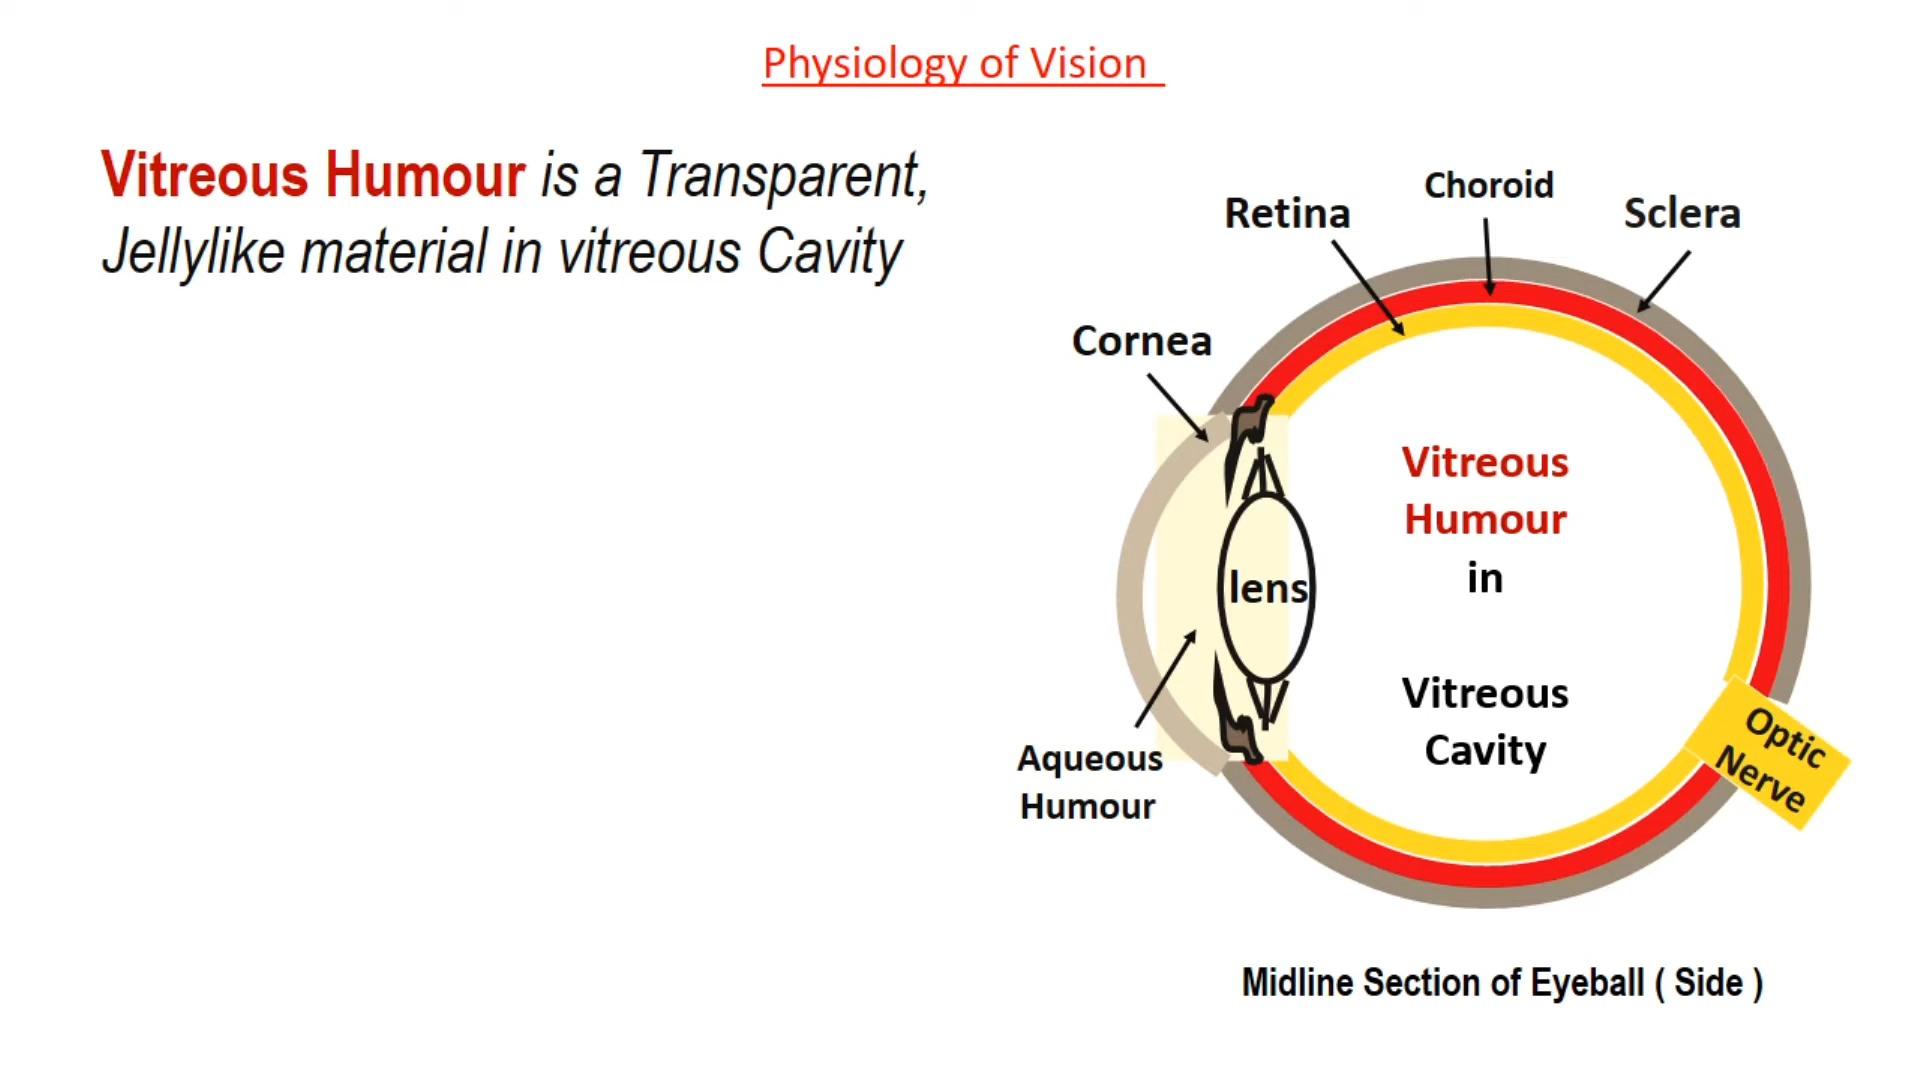 Physiology of Vision
Vitreous Humour is a Transparent,
Jellylike material in vitreous Cavity
Choroid
Retina
Sclera
Cornea
Vitreous
Humour
in
lens
Vitreous
Cavity
Optic
Nerve
Aqueous
Humour
Midline Section of Eyeball ( Side )